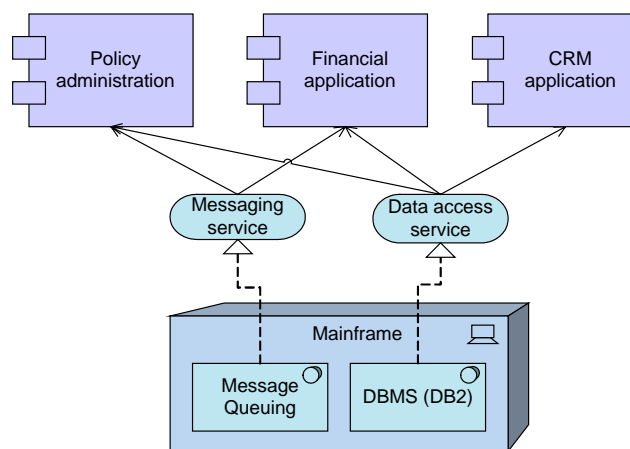 Policy
administration
Financial
application
CRM
application
Messaging
service
Data access
service
Mainframe
Message
Queuing
DBMS (DB2)